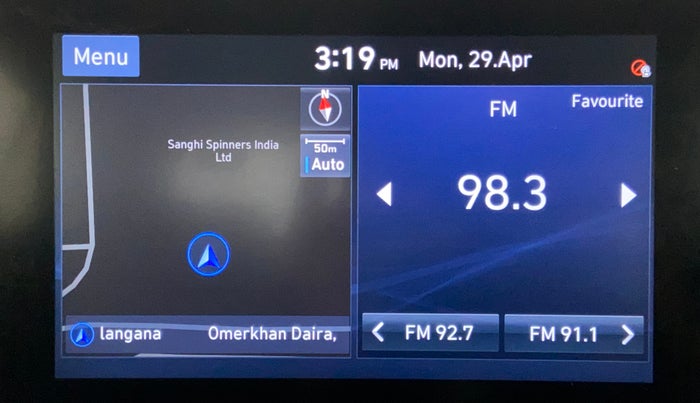 Menu
3:19 PM
Mon, 29.Apr
N
50m
Auto
Sanghi Spinners India
Ltd
langana
Omerkhan Daira,
FM
Favourite
98.3
FM 92.7
FM 91.1